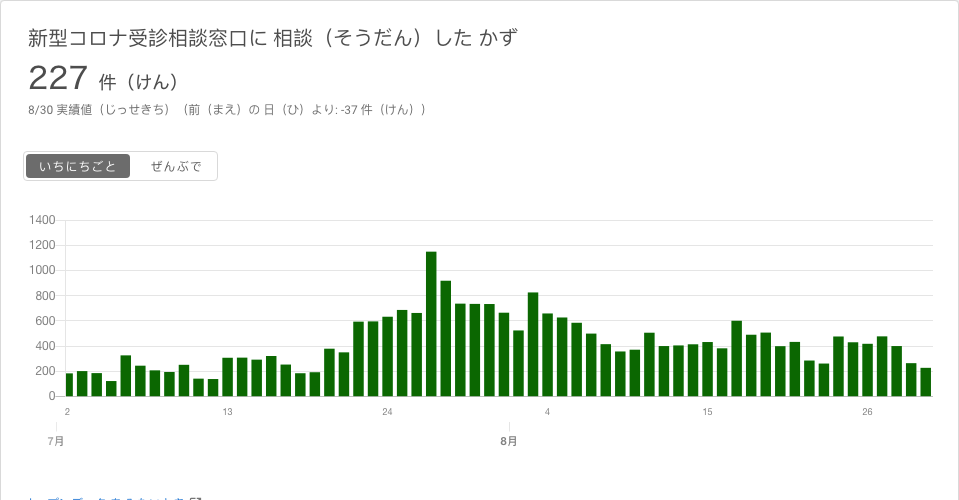 新型コロナ受診相談窓口に 相談（そうだん）した かず
227 件（けん）
8/30 実績値（じっせきち）（前（まえ）の 日（ひ）より: -37 件（けん））
いちにちごと ぜんぶで
1400
1200
1000
800
600
400
200
0
2 13 24 4 15 26
7月 8月